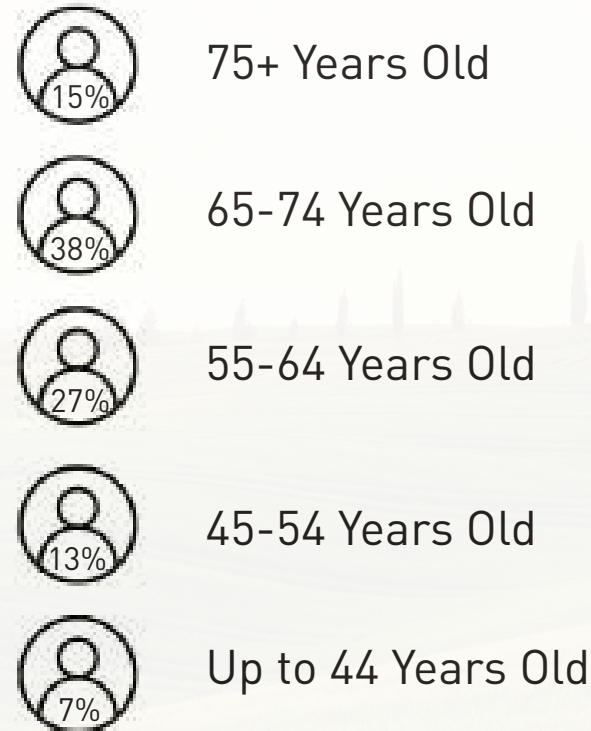 15%
75+ Years Old
38%
65-74 Years Old
27%
55-64 Years Old
13%
45-54 Years Old
7%
Up to 44 Years Old